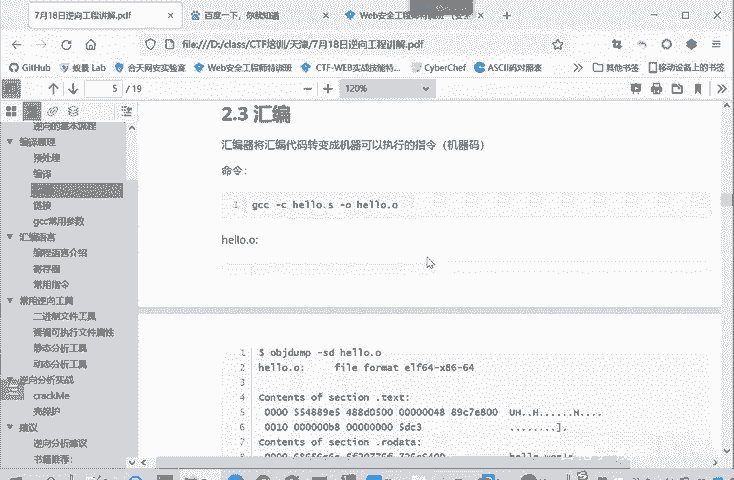 7月18日逆向工程讲解.pdf
百度一下，你就知道
Web安全工程师特训班
file:///D:/class/CTF培训/天津/7月18日逆向工程讲解.pdf
GitHub
蚁景 Lab
合天网安实验室
Web安全工程师特训班
CTF-WEB实战技能特...
CyberChef
ASCII码对照表
其他书签
移动设备上的书签
5 / 19
120%
逆向的基本流程
编译原理
预处理
编译
链接
gcc常用参数
汇编语言
编程语言介绍
寄存器
常用指令
常用逆向工具
二进制文件工具
查看可执行文件属性
静态分析工具
动态分析工具
逆向分析实战
crackMe
壳保护
建议
逆向分析建议
书籍推荐：
2.3 汇编
汇编器将汇编代码转变成机器可以执行的指令（机器码）
命令：
1 gcc -c hello.s -o hello.o
hello.o:
1 $ objdump -sd hello.o
2 hello.o: file format elf64-x86-64
3
4 Contents of section .text:
5 0000 554889e5 488d0500 00000048 89c7e800 UH..H......H....
6 0010 000000b8 00000000 5dc3 ........].
7 Contents of section .rodata: